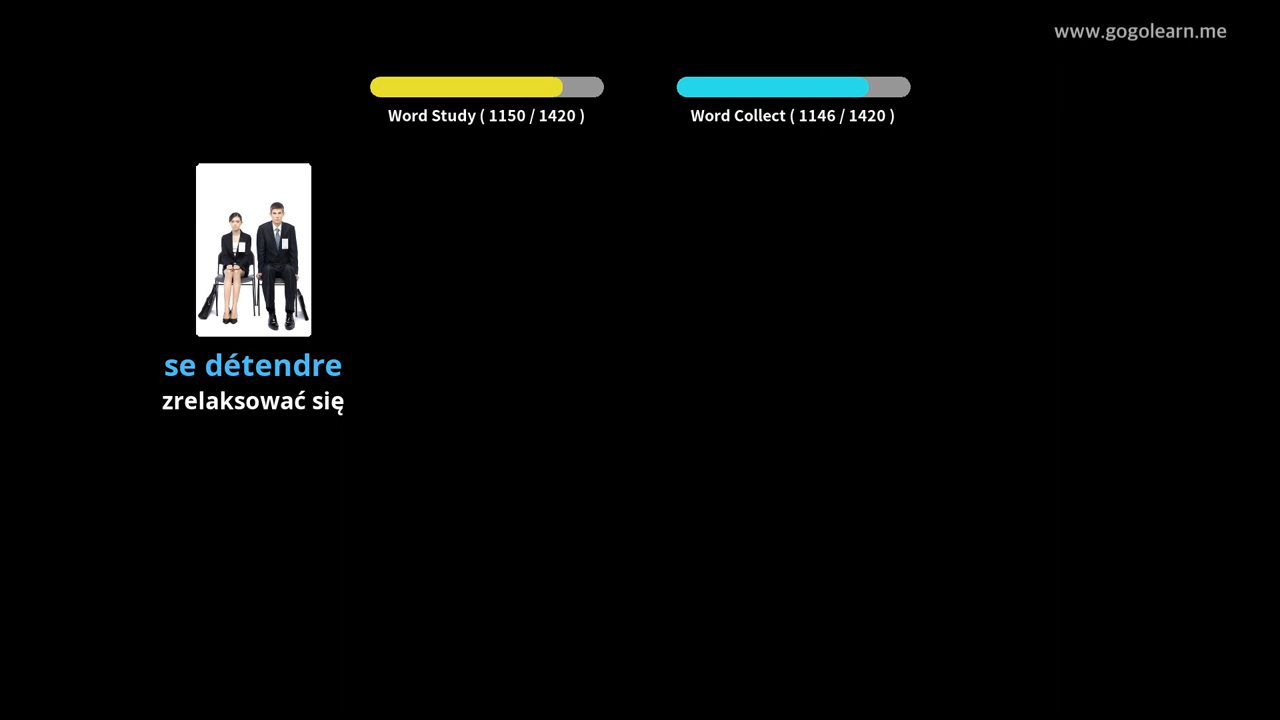 www.gogolearn.me
Word Study ( 1150 / 1420 )
Word Collect ( 1146 / 1420 )
se détendre
zrelaksować się